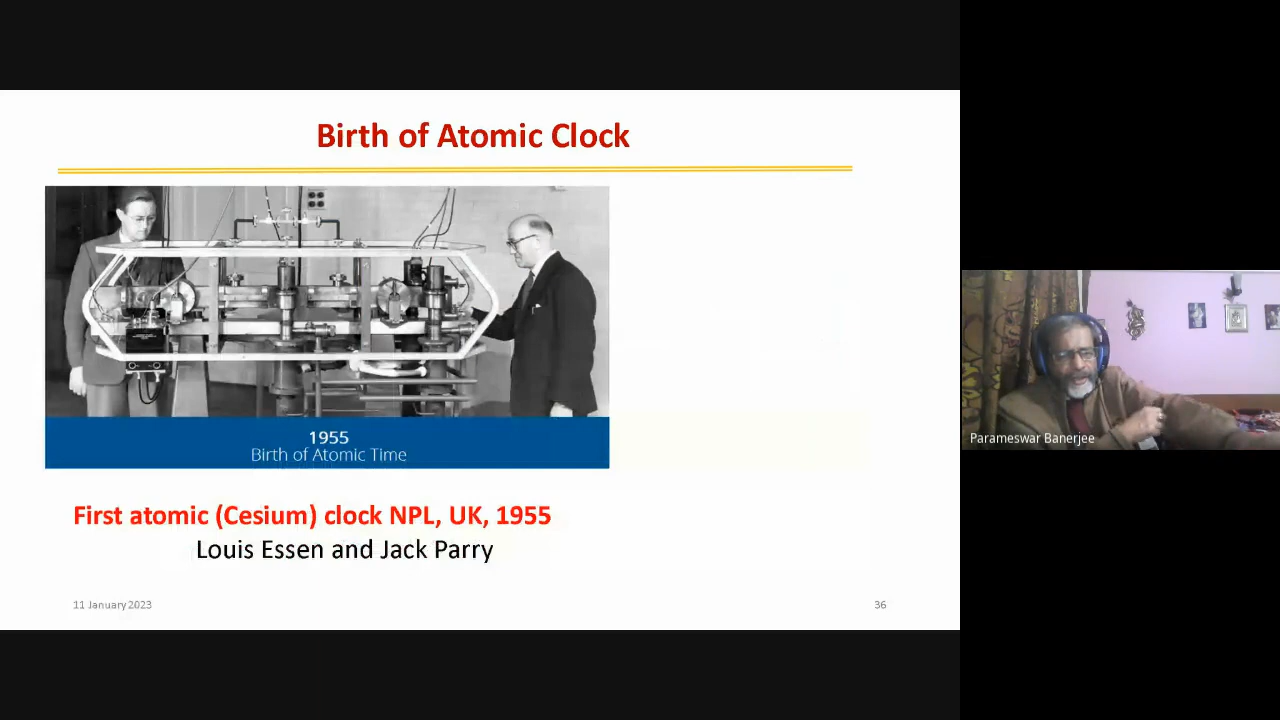 Birth of Atomic Clock
1955
Birth of Atomic Time
First atomic (Cesium) clock NPL, UK, 1955
Louis Essen and Jack Parry
11 January 2023
36
Parameswar Banerjee